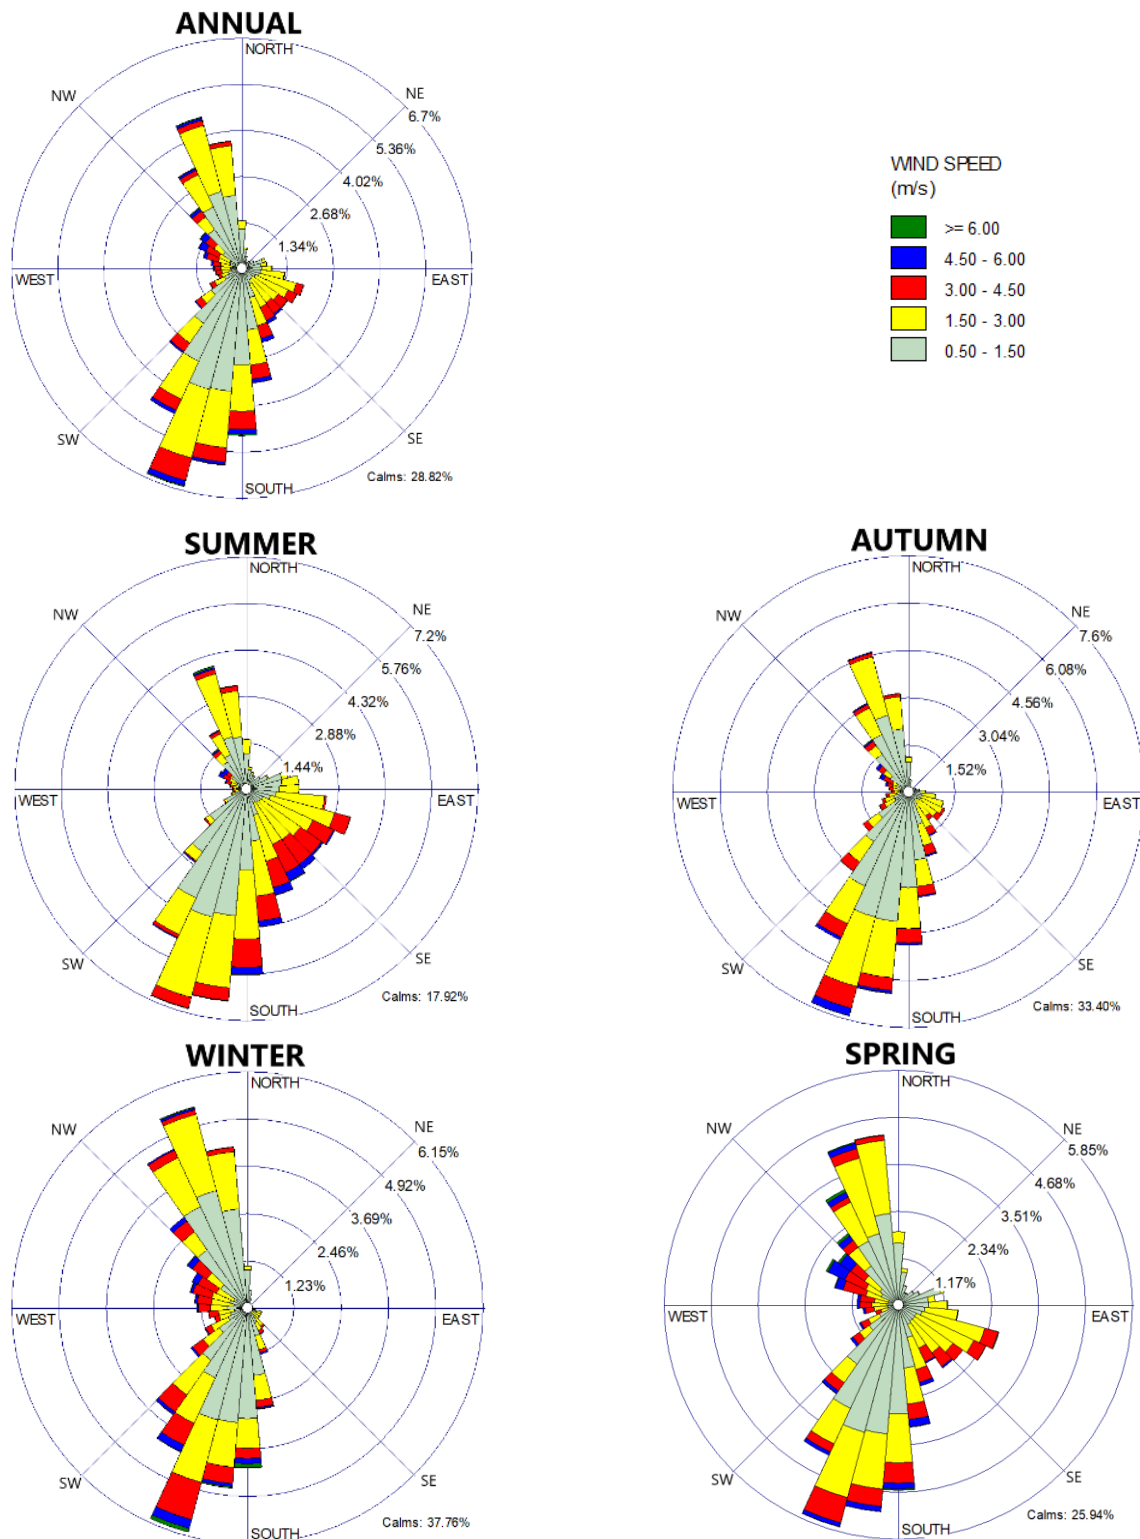 ANNUAL
NORTH
NW
NE
6.7%
5.36%
4.02%
2.68%
1.34%
WEST
EAST
SW
SE
SOUTH
Calms: 28.82%
WIND SPEED
(m/s)
>= 6.00
4.50 - 6.00
3.00 - 4.50
1.50 - 3.00
0.50 - 1.50
SUMMER
NORTH
NW
NE
7.2%
5.76%
4.32%
2.88%
1.44%
WEST
EAST
SW
SE
SOUTH
Calms: 17.92%
AUTUMN
NORTH
NW
NE
7.6%
6.08%
4.56%
3.04%
1.52%
WEST
EAST
SW
SE
SOUTH
Calms: 33.40%
WINTER
NORTH
NW
NE
6.15%
4.92%
3.69%
2.46%
1.23%
WEST
EAST
SW
SE
SOUTH
Calms: 37.76%
SPRING
NORTH
NW
NE
5.85%
4.68%
3.51%
2.34%
1.17%
WEST
EAST
SW
SE
SOUTH
Calms: 25.94%